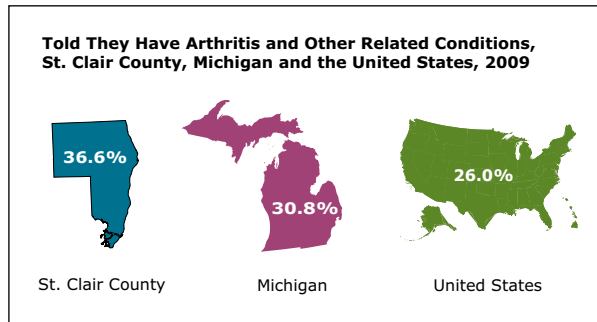 Told They Have Arthritis and Other Related Conditions,
St. Clair County, Michigan and the United States, 2009
36.6%
30.8%
26.0%
St. Clair County
Michigan
United States